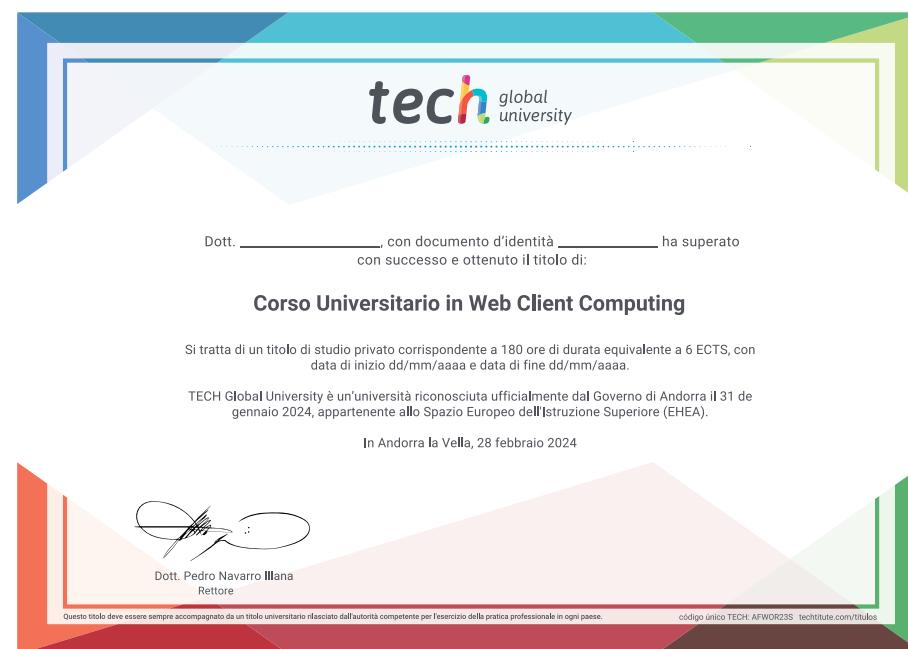 tech global university
Dott. ____________________, con documento d'identità ______________ ha superato
con successo e ottenuto il titolo di:
Corso Universitario in Web Client Computing
Si tratta di un titolo di studio privato corrispondente a 180 ore di durata equivalente a 6 ECTS, con
data di inizio dd/mm/aaaa e data di fine dd/mm/aaaa.
TECH Global University è un'università riconosciuta ufficialmente dal Governo di Andorra il 31 de
gennaio 2024, appartenente allo Spazio Europeo dell'Istruzione Superiore (EHEA).
In Andorra la Vella, 28 febbraio 2024
Dott. Pedro Navarro Illana
Rettore
Questo titolo deve essere sempre accompagnato da un titolo universitario rilasciato dall'autorità competente per l'esercizio della pratica professionale in ogni paese.
código único TECH: AFWOR23S techtitute.com/titulos